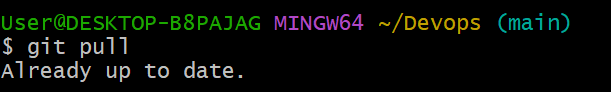 User@DESKTOP-B8PAJAG MINGW64 ~/Devops (main)
$ git pull
Already up to date.